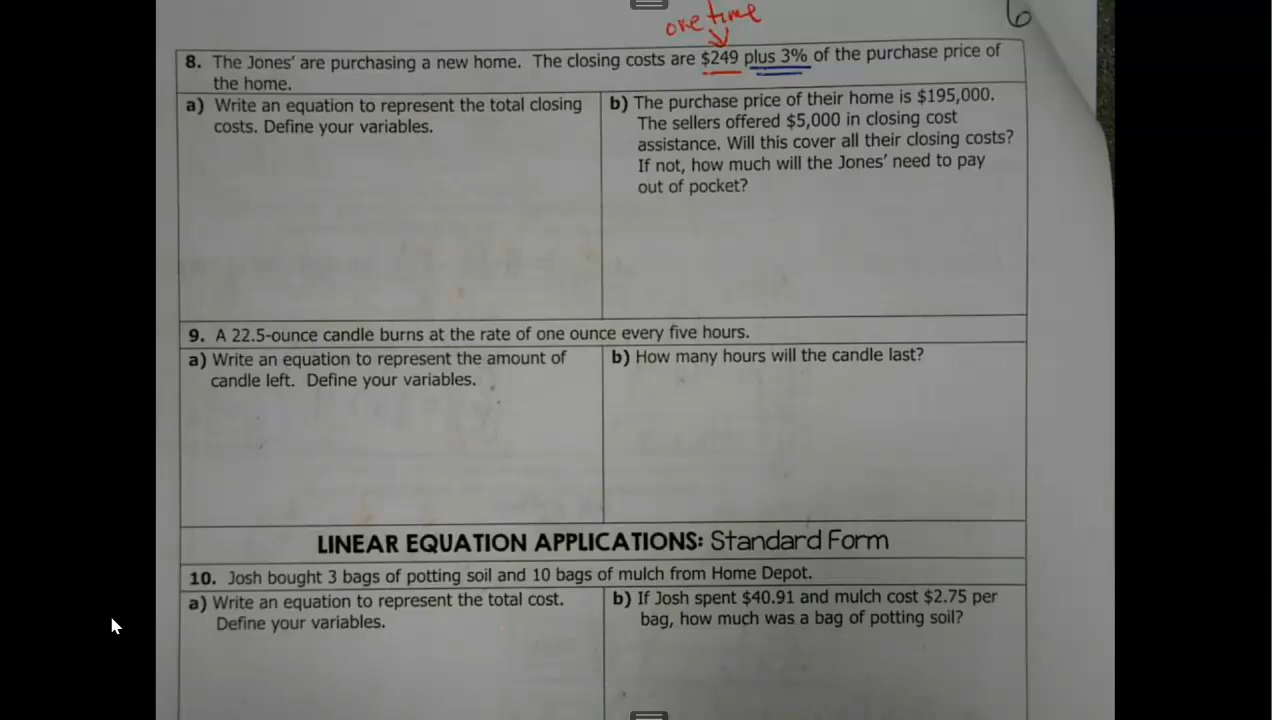 one time
6
8. The Jones' are purchasing a new home. The closing costs are $249 plus 3% of the purchase price of
the home.
a) Write an equation to represent the total closing
costs. Define your variables.
b) The purchase price of their home is $195,000.
The sellers offered $5,000 in closing cost
assistance. Will this cover all their closing costs?
If not, how much will the Jones' need to pay
out of pocket?
9. A 22.5-ounce candle burns at the rate of one ounce every five hours.
a) Write an equation to represent the amount of
candle left. Define your variables.
b) How many hours will the candle last?
LINEAR EQUATION APPLICATIONS: Standard Form
10. Josh bought 3 bags of potting soil and 10 bags of mulch from Home Depot.
a) Write an equation to represent the total cost.
Define your variables.
b) If Josh spent $40.91 and mulch cost $2.75 per
bag, how much was a bag of potting soil?